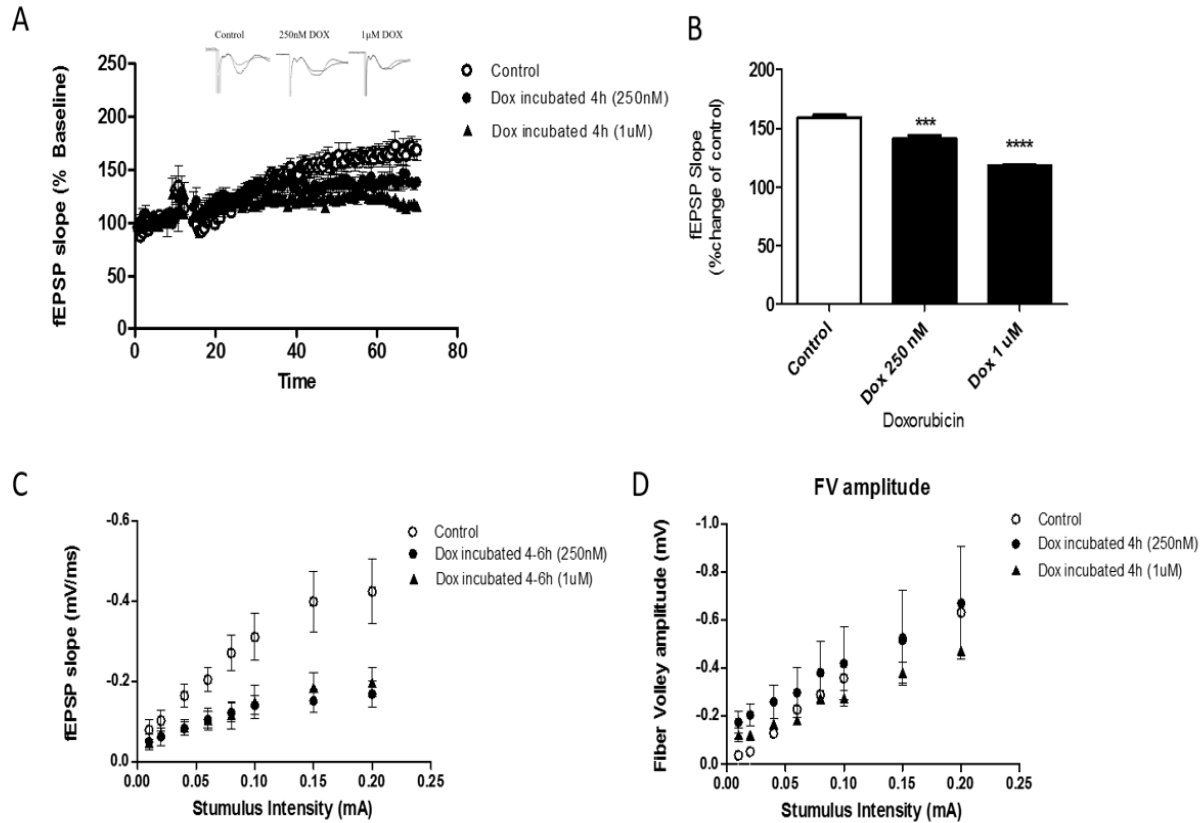 A
Control 250nM DOX 1μM DOX
fEPSP slope (% Baseline)
250
200
150
100
50
0
0 20 40 60 80
Time
Control
Dox incubated 4h (250nM)
Dox incubated 4h (1uM)
B
fEPSP Slope
(%change of control)
200
150
100
50
0
***
****
Control
Dox 250 nM
Dox 1 uM
Doxorubicin
C
fEPSP slope (mV/ms)
-0.6
-0.4
-0.2
0.0
0.00 0.05 0.10 0.15 0.20 0.25
Stumulus Intensity (mA)
Control
Dox incubated 4-6h (250nM)
Dox incubated 4-6h (1uM)
D
FV amplitude
Fiber Volley amplitude (mV)
-1.0
-0.8
-0.6
-0.4
-0.2
0.0
0.00 0.05 0.10 0.15 0.20 0.25
Stumulus Intensity (mA)
Control
Dox incubated 4h (250nM)
Dox incubated 4h (1uM)